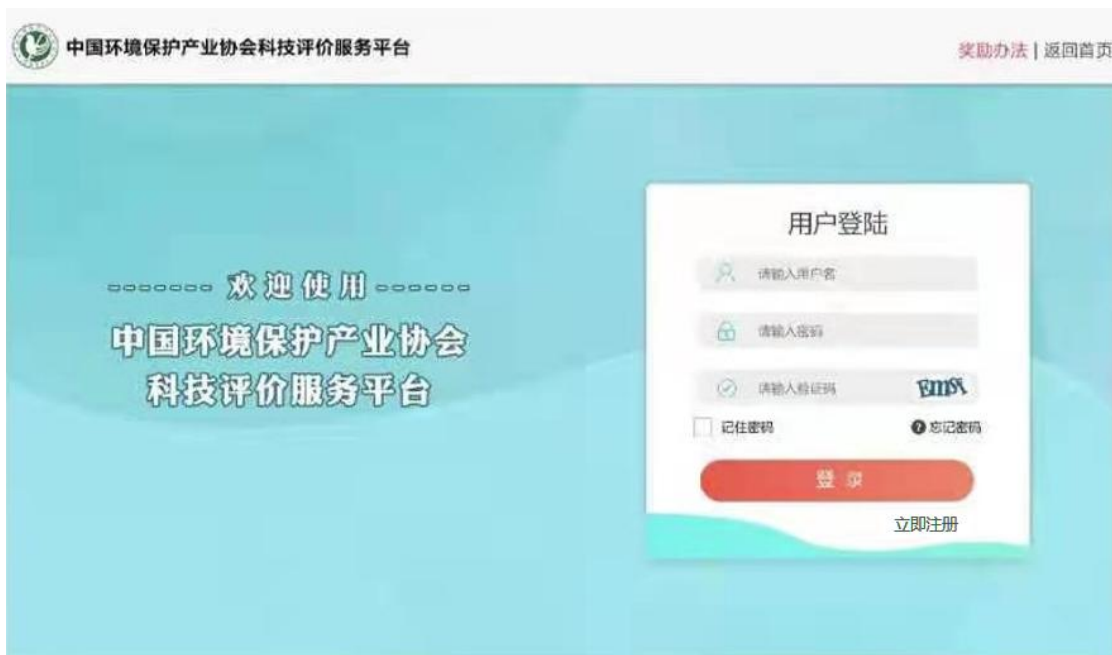 中国环境保护产业协会科技评价服务平台
奖励办法 | 返回首页
欢迎使用
中国环境保护产业协会
科技评价服务平台
用户登陆
请输入用户名
请输入密码
请输入验证码
记住密码
忘记密码
登 录
立即注册